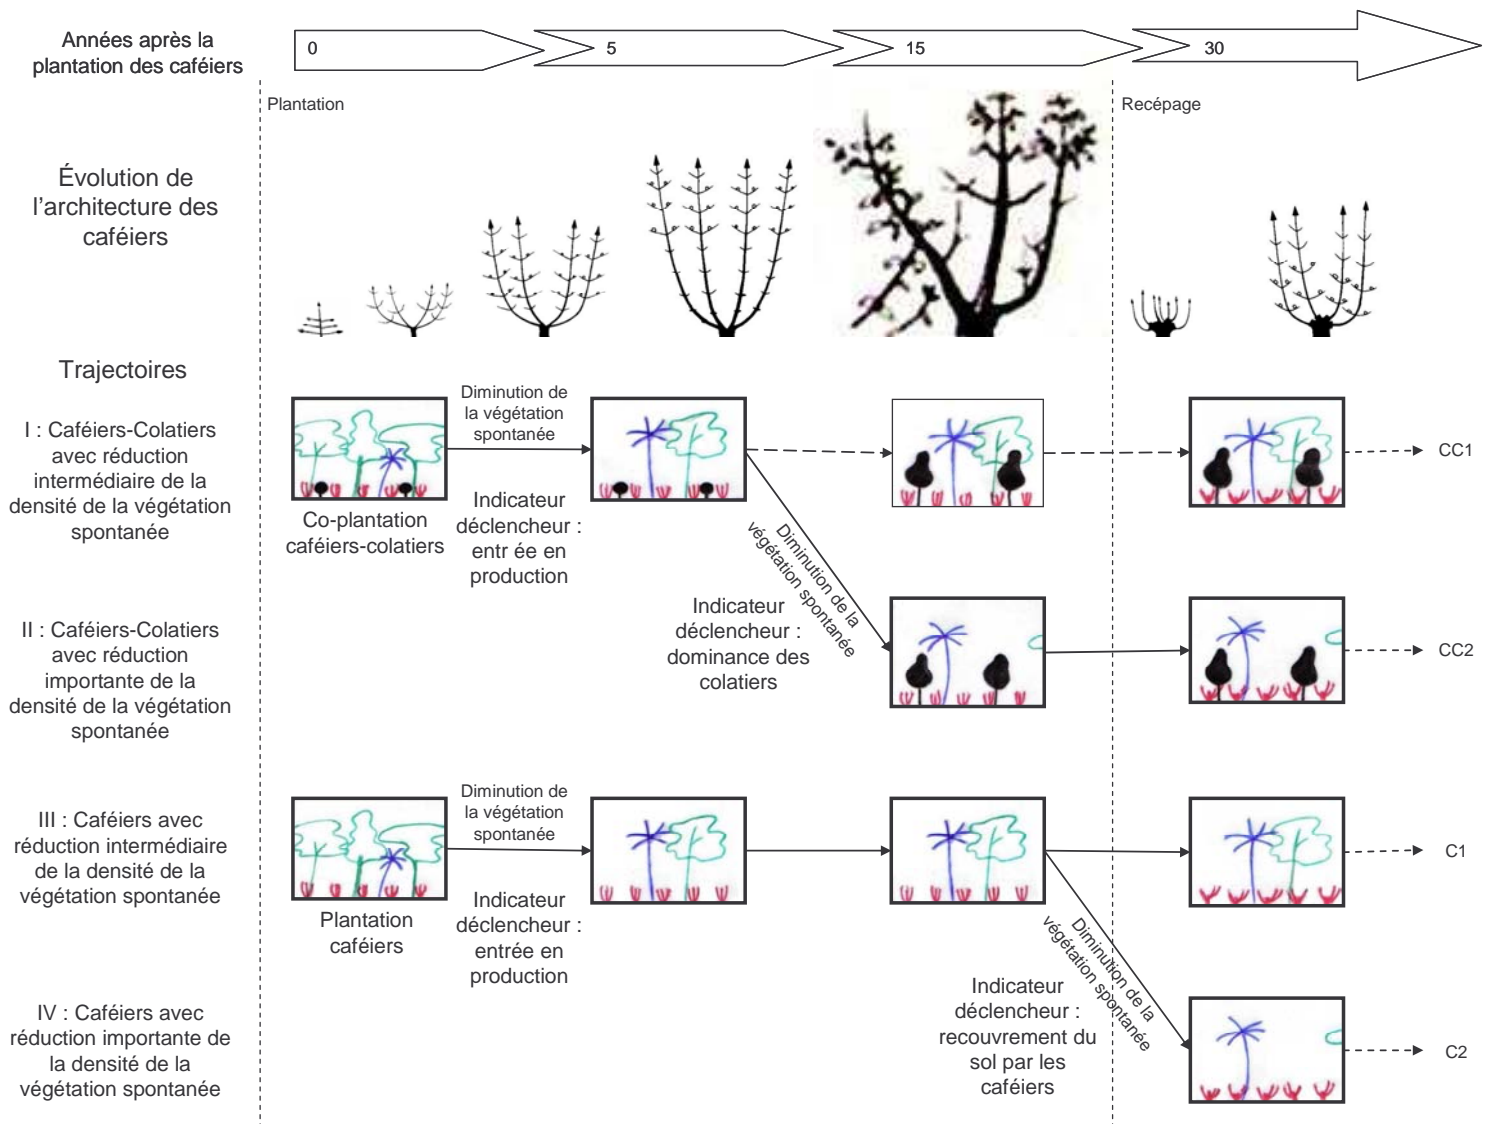 Années après la
plantation des caféiers
0
5
15
30
Plantation
Recépage
Évolution de
l'architecture des
caféiers
Trajectoires
I : Caféiers-Colatiers
avec réduction
intermédiaire de la
densité de la végétation
spontanée
Diminution de
la végétation
spontanée
Co-plantation
caféiers-colatiers
Indicateur
déclencheur :
entr ée en
production
Diminution de la
végétation spontanée
CC1
II : Caféiers-Colatiers
avec réduction
importante de la
densité de la végétation
spontanée
Indicateur
déclencheur :
dominance des
colatiers
CC2
III : Caféiers avec
réduction intermédiaire
de la densité de la
végétation spontanée
Diminution de
la végétation
spontanée
Plantation
caféiers
Indicateur
déclencheur :
entrée en
production
Diminution de la
végétation spontanée
C1
IV : Caféiers avec
réduction importante de
la densité de la
végétation spontanée
Indicateur
déclencheur :
recouvrement du
sol par les
caféiers
C2